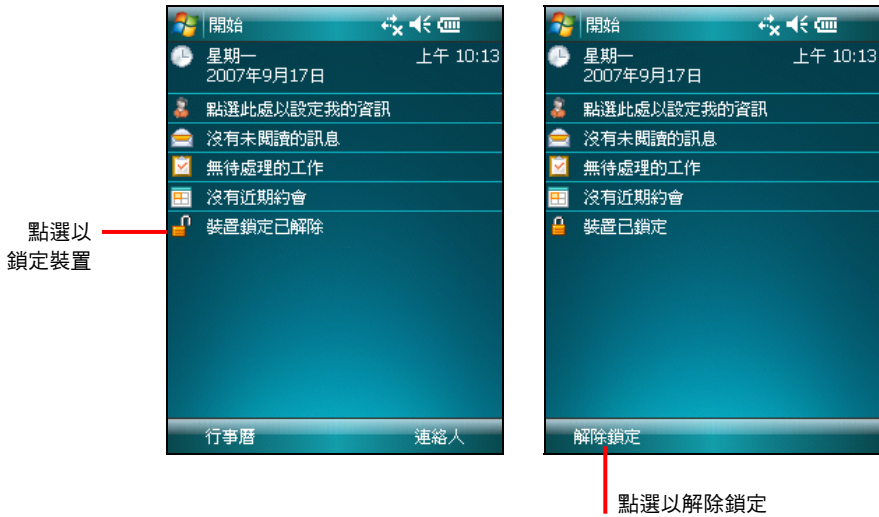 開始
星期一 上午 10:13
2007年9月17日
點選此處以設定我的資訊
沒有未閱讀的訊息
無待處理的工作
沒有近期約會
裝置鎖定已解除
行事曆 連絡人
點選以
鎖定裝置
開始
星期一 上午 10:13
2007年9月17日
點選此處以設定我的資訊
沒有未閱讀的訊息
無待處理的工作
沒有近期約會
裝置已鎖定
解除鎖定
點選以解除鎖定